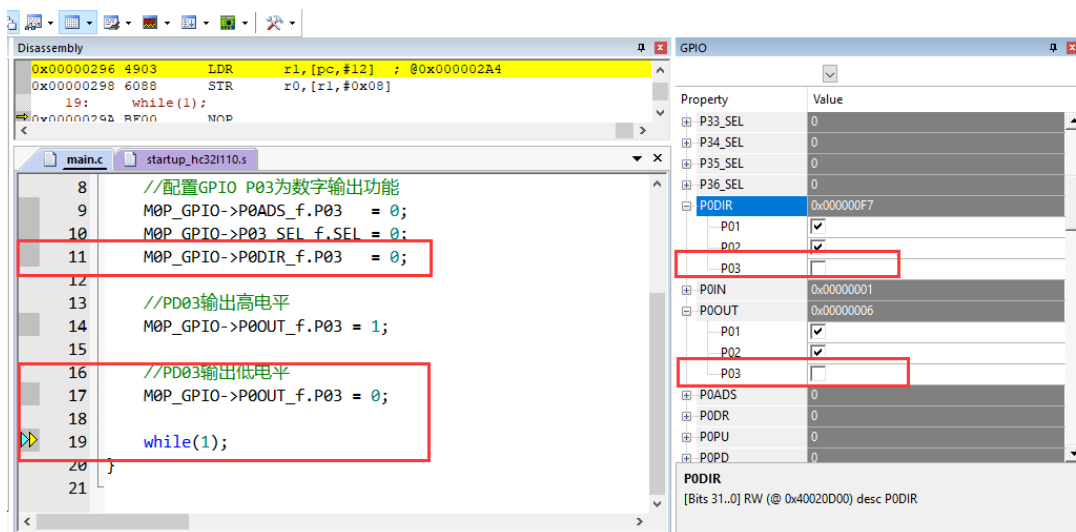 Disassembly
0x00000296 4903 LDR r1,[pc,#12] ; @0x000002A4
0x00000298 6088 STR r0,[r1,#0x08]
19: while(1);
0x0000029A BF00 NOP
main.c startup_hc32l110.s
8 //配置GPIO P03为数字输出功能
9 M0P_GPIO->P0ADS_f.P03 = 0;
10 M0P_GPIO->P03_SEL_f.SEL = 0;
11 M0P_GPIO->P0DIR_f.P03 = 0;
12
13 //PD03输出高电平
14 M0P_GPIO->P0OUT_f.P03 = 1;
15
16 //PD03输出低电平
17 M0P_GPIO->P0OUT_f.P03 = 0;
18
19 while(1);
20 }
21
GPIO
Property Value
P33_SEL 0
P34_SEL 0
P35_SEL 0
P36_SEL 0
P0DIR 0x000000F7
P01
P02
P03
P0IN 0x00000001
P0OUT 0x00000006
P01
P02
P03
P0ADS 0
P0DR 0
P0PU 0
P0PD 0
P0DIR
[Bits 31..0] RW (@ 0x40020D00) desc P0DIR